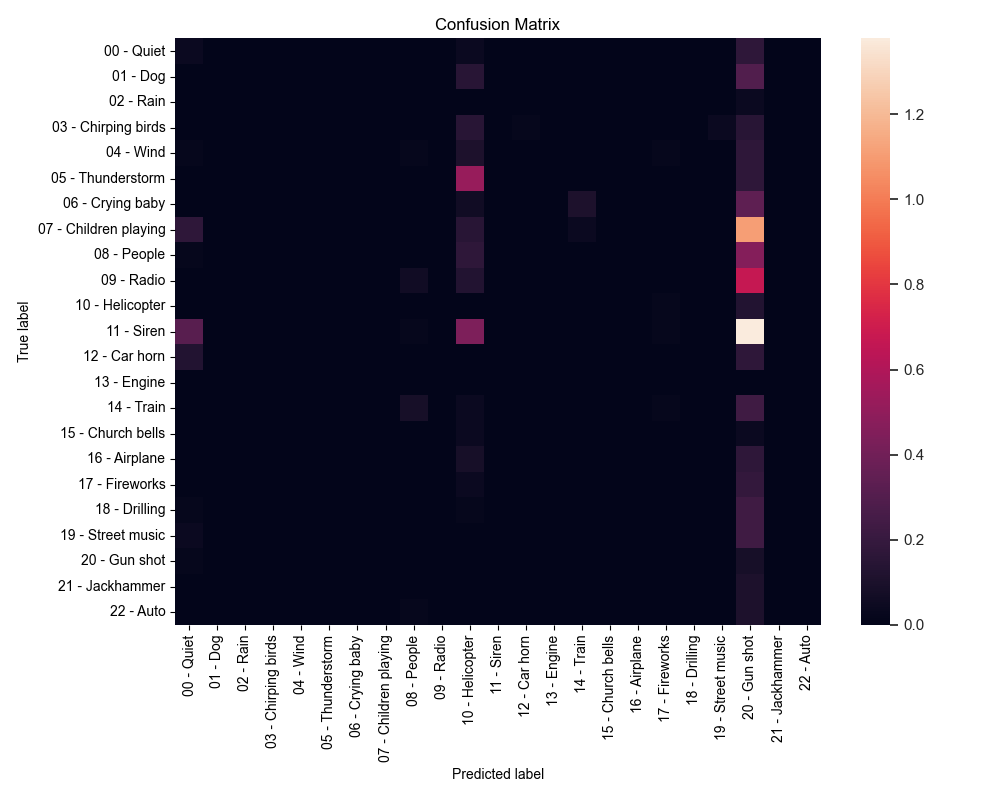 Confusion Matrix
True label
00 - Quiet
01 - Dog
02 - Rain
03 - Chirping birds
04 - Wind
05 - Thunderstorm
06 - Crying baby
07 - Children playing
08 - People
09 - Radio
10 - Helicopter
11 - Siren
12 - Car horn
13 - Engine
14 - Train
15 - Church bells
16 - Airplane
17 - Fireworks
18 - Drilling
19 - Street music
20 - Gun shot
21 - Jackhammer
22 - Auto
00 - Quiet
01 - Dog
02 - Rain
03 - Chirping birds
04 - Wind
05 - Thunderstorm
06 - Crying baby
07 - Children playing
08 - People
09 - Radio
10 - Helicopter
11 - Siren
12 - Car horn
13 - Engine
14 - Train
15 - Church bells
16 - Airplane
17 - Fireworks
18 - Drilling
19 - Street music
20 - Gun shot
21 - Jackhammer
22 - Auto
Predicted label
1.2
1.0
0.8
0.6
0.4
0.2
0.0